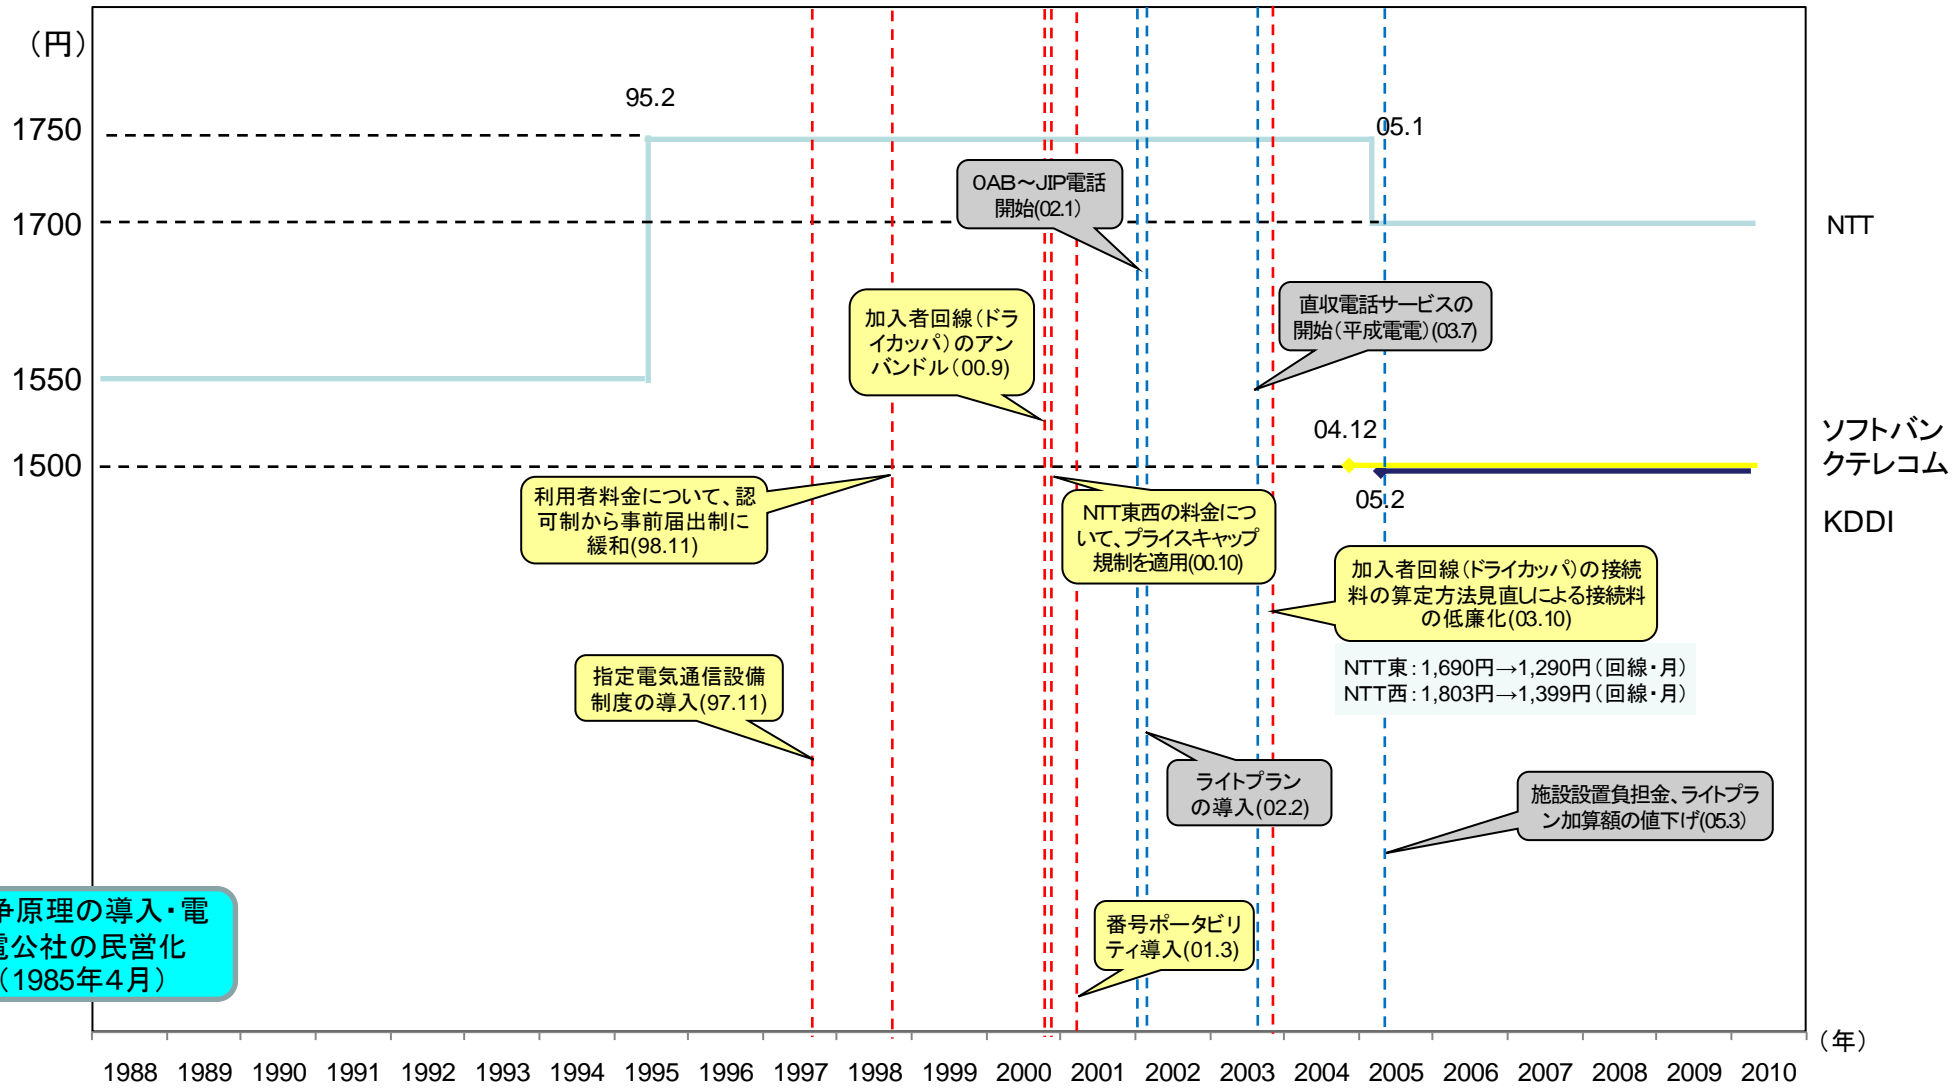 （円）
1750
1700
1550
1500
95.2
05.1
04.12
05.2
NTT
ソフトバン
クテレコム
KDDI
0AB～JIP電話
開始(02.1)
加入者回線（ドラ
イカッパ）のアン
バンドル（00.9)
直収電話サービスの
開始（平成電電）(03.7)
利用者料金について、認
可制から事前届出制に
緩和(98.11)
NTT東西の料金につ
いて、プライスキャップ
規制を適用(00.10)
加入者回線（ドライカッパ）の接続
料の算定方法見直しによる接続料
の低廉化(03.10)
NTT東：1,690円→1,290円（回線・月）
NTT西：1,803円→1,399円（回線・月）
指定電気通信設備
制度の導入(97.11)
ライトプラン
の導入(02.2)
施設設置負担金、ライトプラ
ン加算額の値下げ(05.3)
番号ポータビリ
ティ導入(01.3)
争原理の導入・電
電公社の民営化
（1985年4月）
（年）
1988 1989 1990 1991 1992 1993 1994 1995 1996 1997 1998 1999 2000 2001 2002 2003 2004 2005 2006 2007 2008 2009 2010